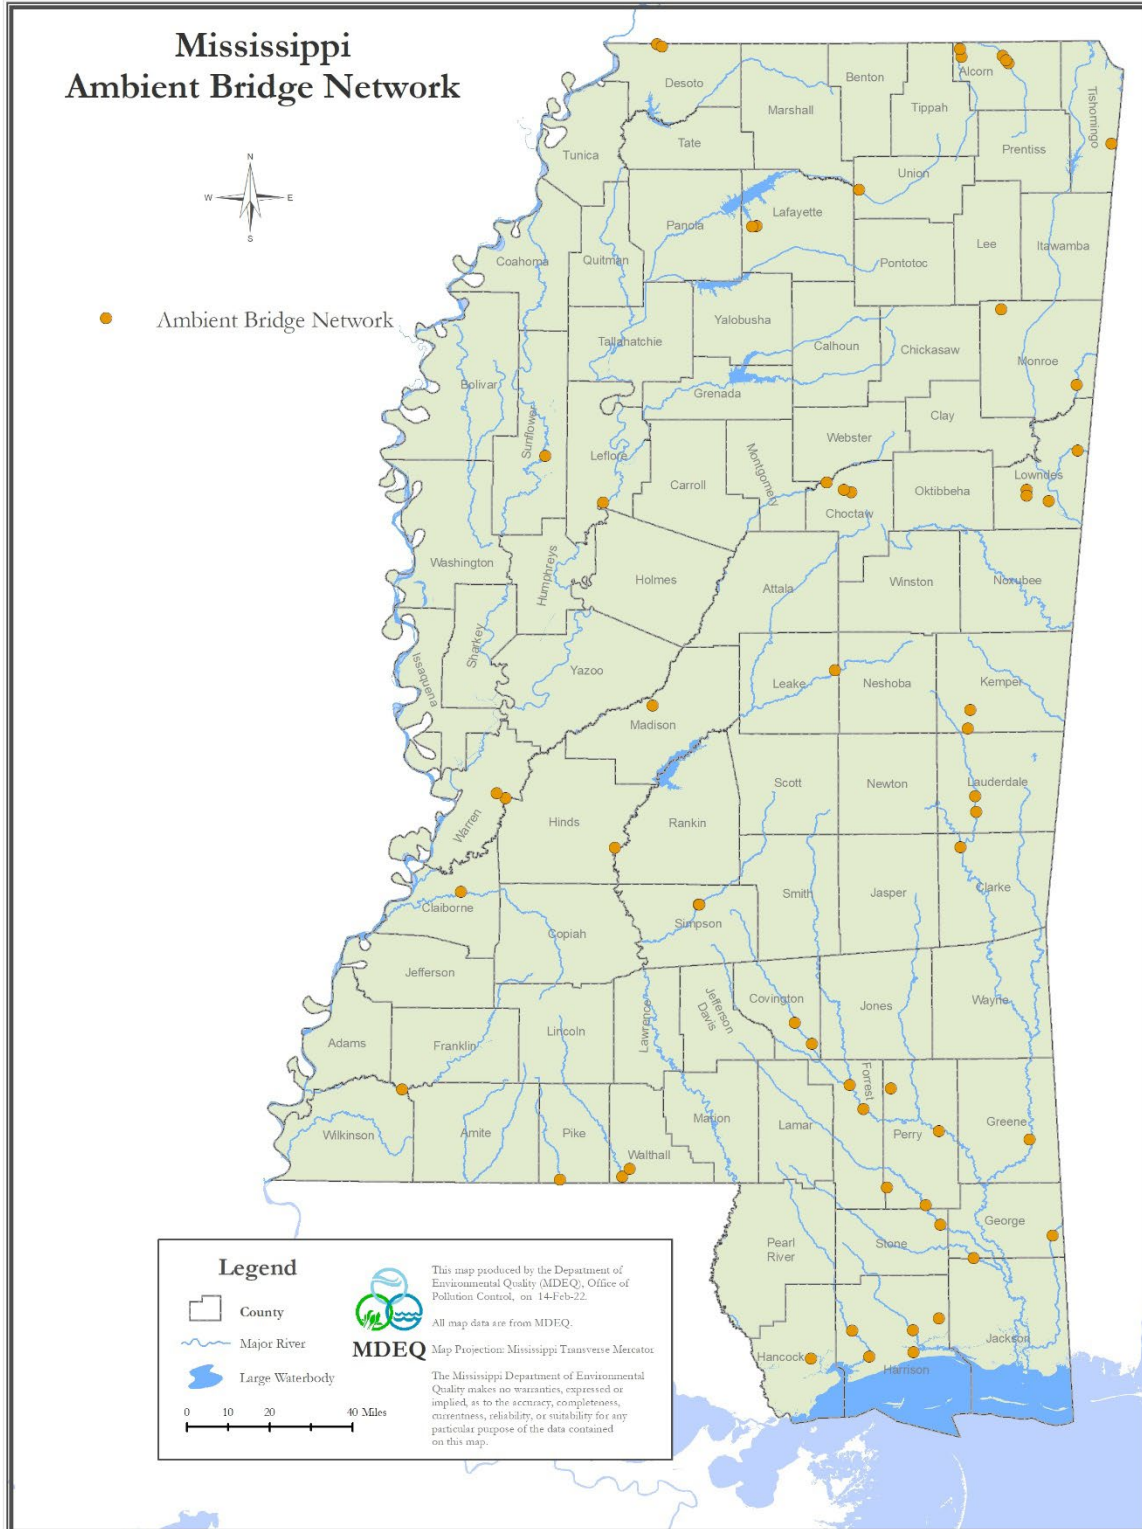 Mississippi
Ambient Bridge Network
N
W
E
S
Ambient Bridge Network
Desoto
Benton
Alcorn
Tippah
Marshall
Tishomingo
Tate
Prentiss
Tunica
Union
Lafayette
Panola
Lee
Itawamba
Coahoma
Quitman
Pontotoc
Yalobusha
Tallahatchie
Calhoun
Chickasaw
Monroe
Bolivar
Grenada
Clay
Sunflower
Webster
Leflore
Montgomery
Carroll
Lowndes
Oktibbeha
Choctaw
Washington
Humphreys
Holmes
Attala
Winston
Noxubee
Sharkey
Issaquena
Yazoo
Leake
Neshoba
Kemper
Madison
Scott
Newton
Lauderdale
Warren
Hinds
Rankin
Smith
Jasper
Clarke
Claiborne
Simpson
Copiah
Jefferson
Jefferson
Davis
Covington
Jones
Wayne
Lawrence
Lincoln
Adams
Franklin
Forrest
Marion
Lamar
Perry
Greene
Wilkinson
Amite
Pike
Walthall
George
Pearl
River
Stone
Jackson
Hancock
Harrison
Legend
County
Major River
Large Waterbody
0 10 20 40 Miles
MDEQ
This map produced by the Department of
Environmental Quality (MDEQ), Office of
Pollution Control, on 14-Feb-22.
All map data are from MDEQ.
Map Projection: Mississippi Transverse Mercator
The Mississippi Department of Environmental
Quality makes no warranties, expressed or
implied, as to the accuracy, completeness,
currentness, reliability, or suitability for any
particular purpose of the data contained
on this map.